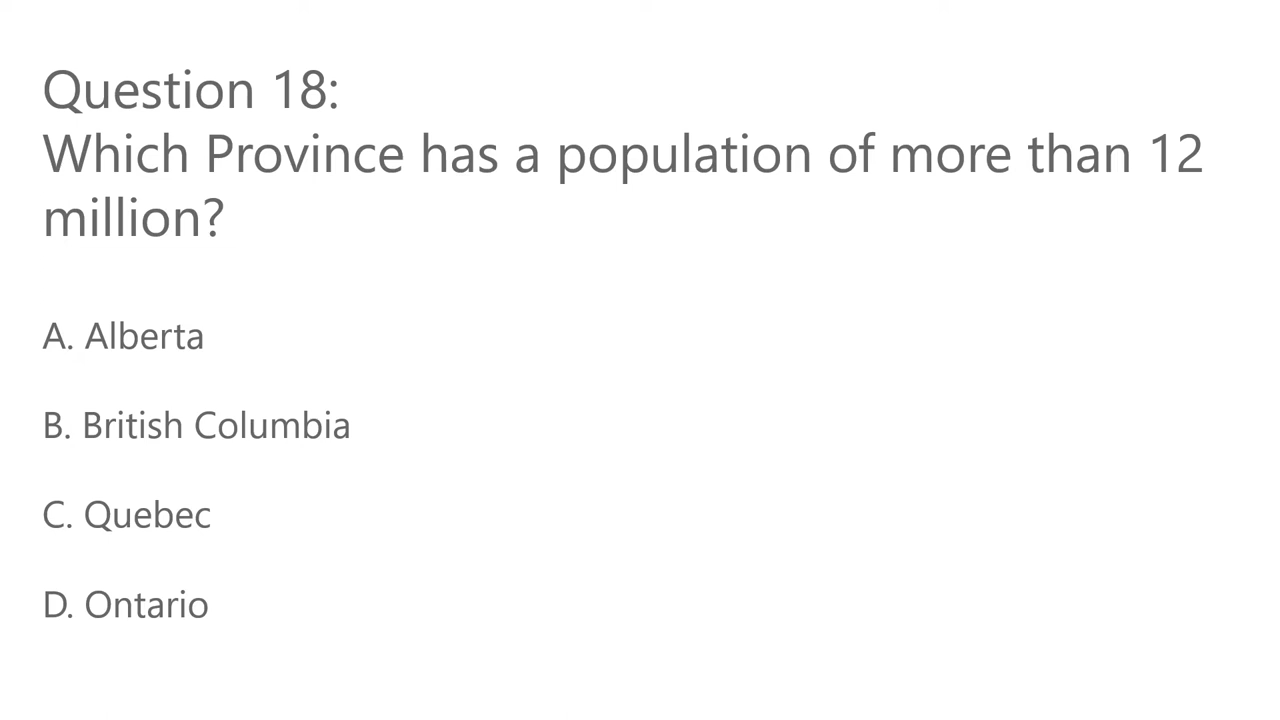 Question 18:
Which Province has a population of more than 12
million?
A. Alberta
B. British Columbia
C. Quebec
D. Ontario